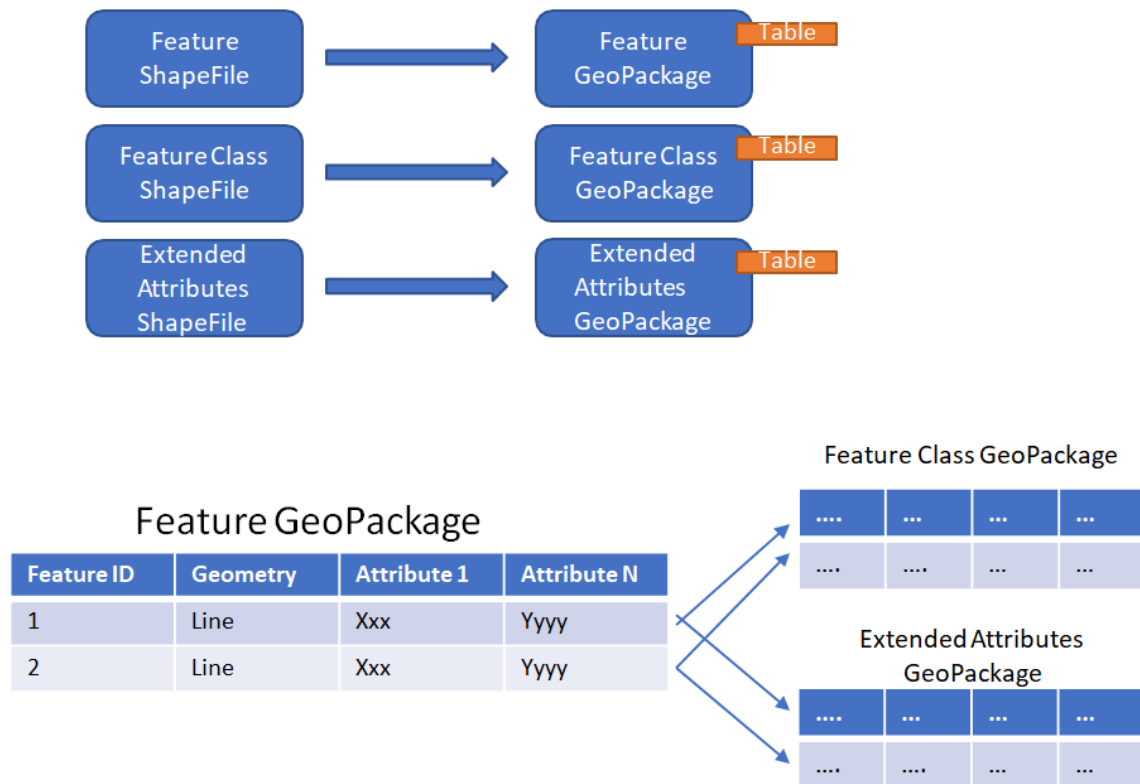 Feature
ShapeFile
Feature
GeoPackage
Table
Feature Class
ShapeFile
Feature Class
GeoPackage
Table
Extended
Attributes
ShapeFile
Extended
Attributes
GeoPackage
Table
Feature GeoPackage
Feature ID Geometry Attribute 1 Attribute N
1 Line Xxx Yyyy
2 Line Xxx Yyyy
Feature Class GeoPackage
.... ... ... ...
.... .... ... ...
Extended Attributes
GeoPackage
.... ... ... ...
.... .... ... ...